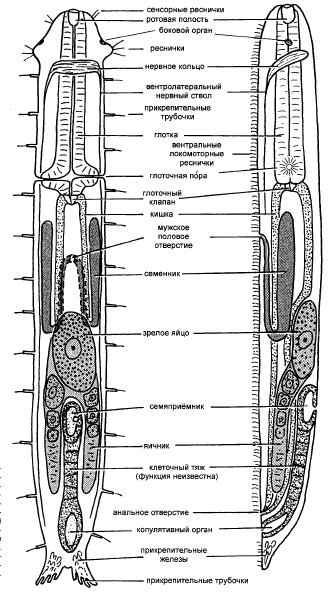 сенсорные реснички
ротовая полость
боковой орган
реснички
нервное кольцо
вентролатеральный
нервный ствол
прикрепительные
трубочки
глотка
вентральные
локомоторные
реснички
глоточная по́ра
глоточный
клапан
кишка
мужское
половое
отверстие
семенник
зрелое яйцо
семяприёмник
яичник
клеточный тяж
(функция неизвестна)
анальное отверстие
копулятивный орган
прикрепительные
железы
прикрепительные трубочки